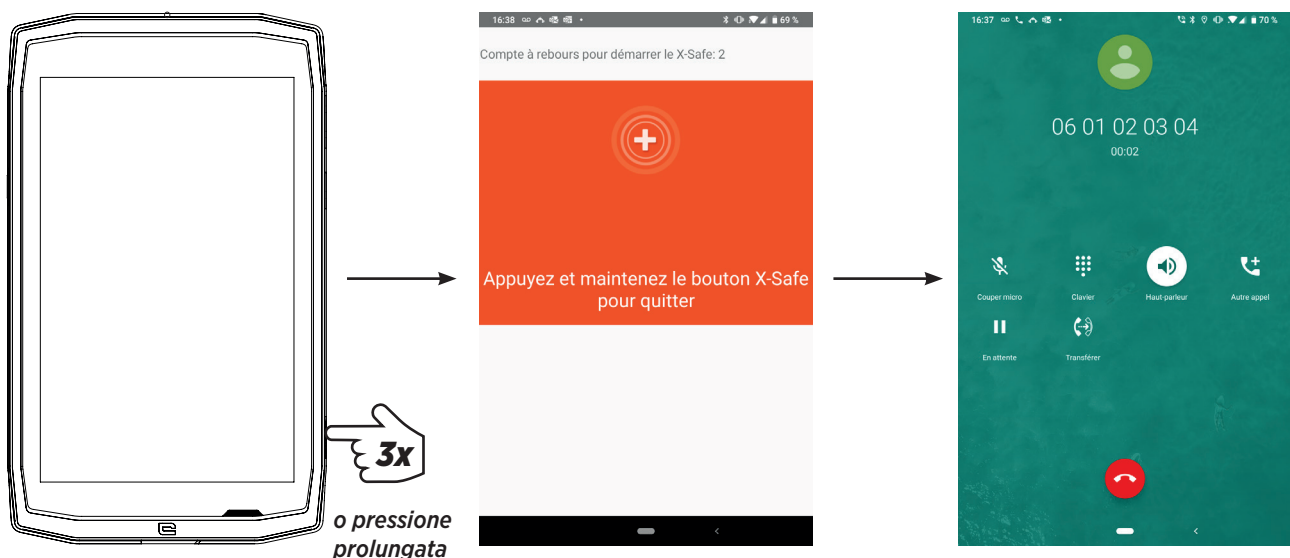 3x
o pressione
prolungata
16:38 69 %
Compte à rebours pour démarrer le X-Safe: 2
Appuyez et maintenez le bouton X-Safe
pour quitter
16:37 70 %
06 01 02 03 04
00:02
Couper micro Clavier Haut-parleur Autre appel
En attente Transférer